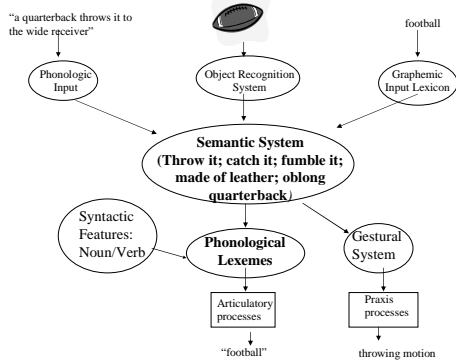 “a quarterback throws it to
the wide receiver”
football
Phonologic
Input
Object Recognition
System
Graphemic
Input Lexicon
Semantic System
(Throw it; catch it; fumble it;
made of leather; oblong
quarterback)
Syntactic
Features:
Noun/Verb
Phonological
Lexemes
Gestural
System
Articulatory
processes
Praxis
processes
“football”
throwing motion